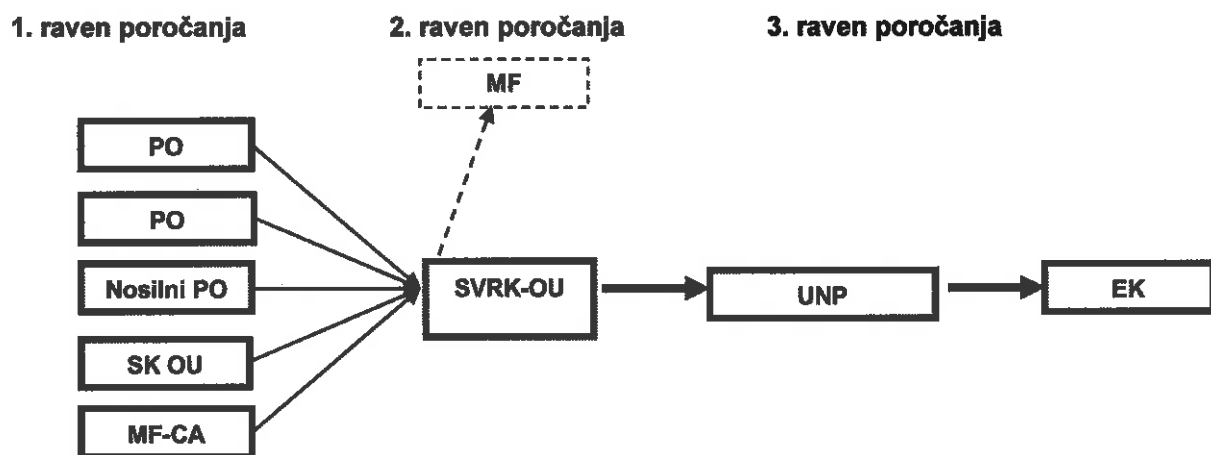 1. raven poročanja
2. raven poročanja
3. raven poročanja
MF
PO
PO
Nosilni PO
SK OU
MF-CA
SVRK-OU
UNP
EK